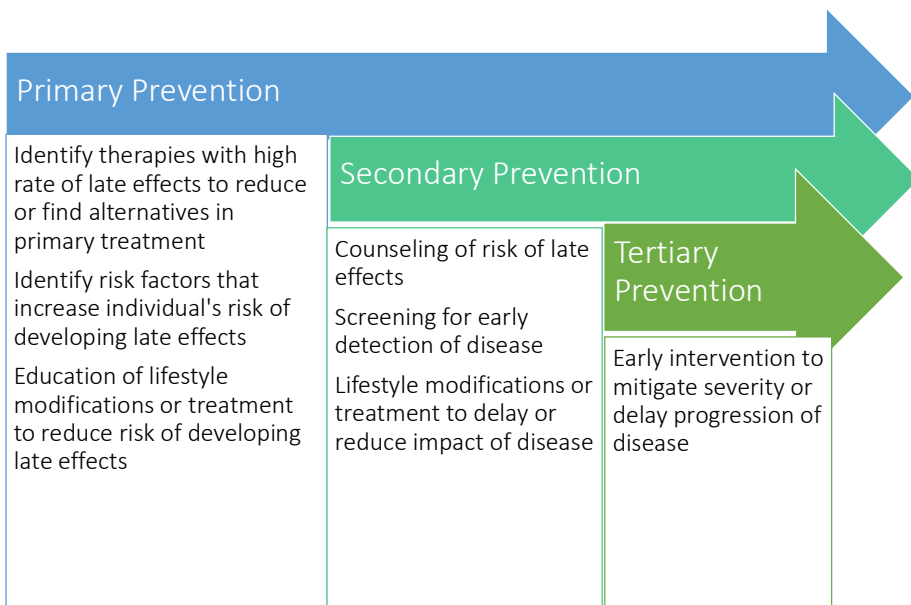 Primary Prevention
Identify therapies with high
rate of late effects to reduce
or find alternatives in
primary treatment
Identify risk factors that
increase individual's risk of
developing late effects
Education of lifestyle
modifications or treatment
to reduce risk of developing
late effects
Secondary Prevention
Counseling of risk of late
effects
Screening for early
detection of disease
Lifestyle modifications or
treatment to delay or
reduce impact of disease
Tertiary
Prevention
Early intervention to
mitigate severity or
delay progression of
disease